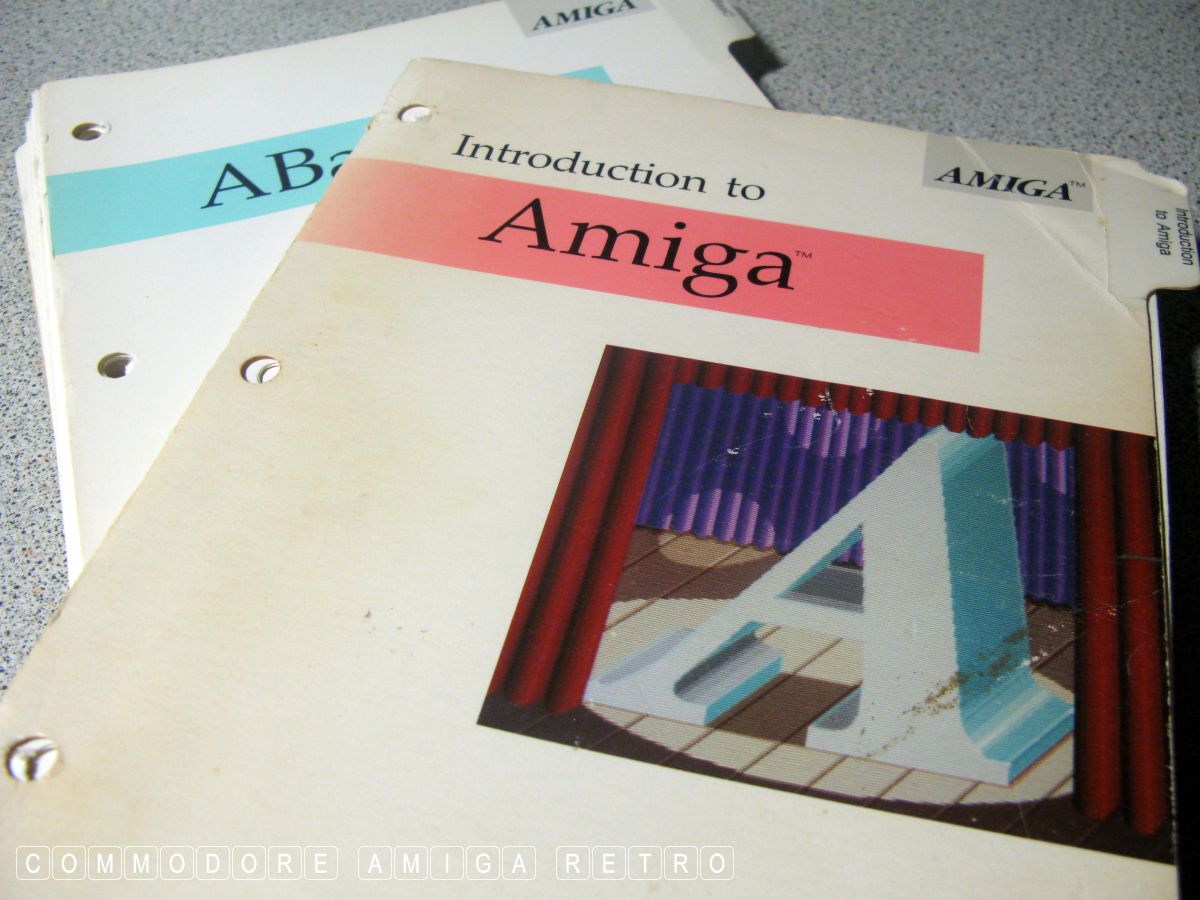 AMIGA
ABa
Introduction to
Amiga™
AMIGA™
Introduction
to Amiga
A
COMMODORE AMIGA RETRO